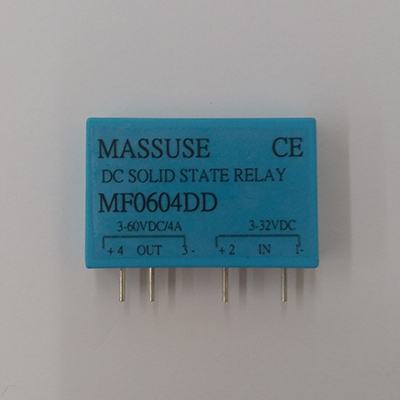 MASSUSE CE
DC SOLID STATE RELAY
MF0604DD
3-60VDC/4A 3-32VDC
+4 OUT 3- +2 IN 1-